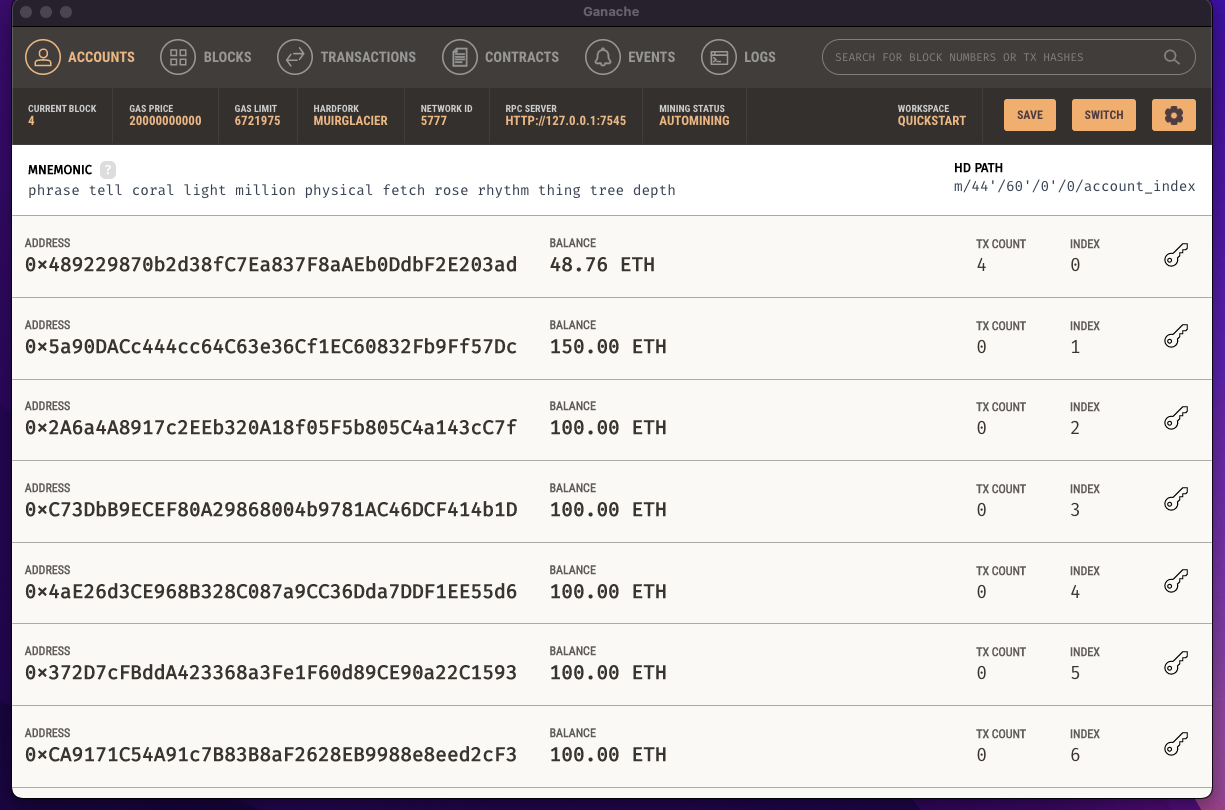 Ganache
ACCOUNTS BLOCKS TRANSACTIONS CONTRACTS EVENTS LOGS SEARCH FOR BLOCK NUMBERS OR TX HASHES
CURRENT BLOCK GAS PRICE GAS LIMIT HARDFORK NETWORK ID RPC SERVER MINING STATUS WORKSPACE
4 20000000000 6721975 MUIRGLACIER 5777 HTTP://127.0.0.1:7545 AUTOMINING QUICKSTART SAVE SWITCH
MNEMONIC ? HD PATH
phrase tell coral light million physical fetch rose rhythm thing tree depth m/44'/60'/0'/0/account_index
ADDRESS BALANCE TX COUNT INDEX
0×489229870b2d38fC7Ea837F8aAEb0DdbF2E203ad 48.76 ETH 4 0
ADDRESS BALANCE TX COUNT INDEX
0×5a90DACc444cc64C63e36Cf1EC60832Fb9Ff57Dc 150.00 ETH 0 1
ADDRESS BALANCE TX COUNT INDEX
0×2A6a4A8917c2EEb320A18f05F5b805C4a143cC7f 100.00 ETH 0 2
ADDRESS BALANCE TX COUNT INDEX
0×C73DbB9ECEF80A29868004b9781AC46DCF414b1D 100.00 ETH 0 3
ADDRESS BALANCE TX COUNT INDEX
0×4aE26d3CE968B328C087a9CC36Dda7DDF1EE55d6 100.00 ETH 0 4
ADDRESS BALANCE TX COUNT INDEX
0×372D7cFBddA423368a3Fe1F60d89CE90a22C1593 100.00 ETH 0 5
ADDRESS BALANCE TX COUNT INDEX
0×CA9171C54A91c7B83B8aF2628EB9988e8eed2cF3 100.00 ETH 0 6